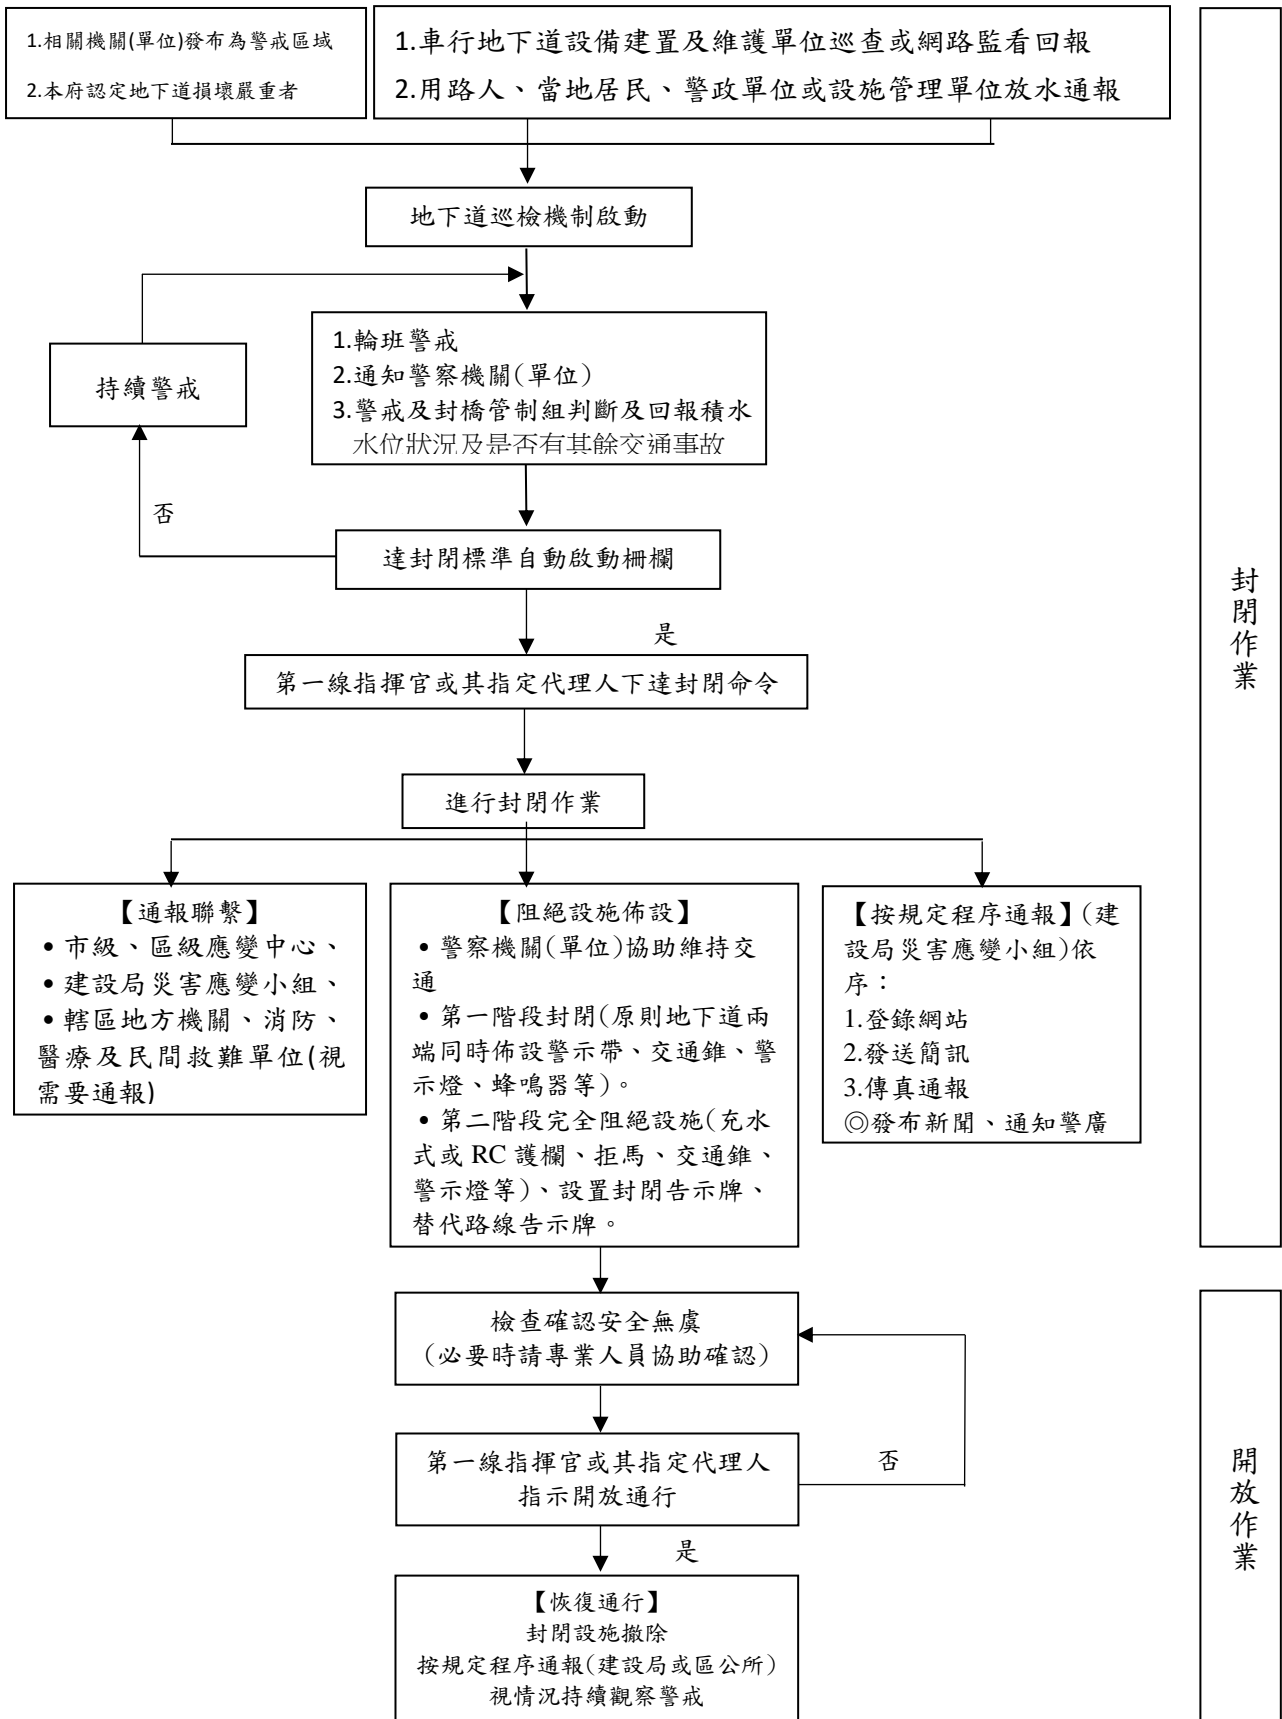 1.相關機關(單位)發布為警戒區域
2.本府認定地下道損壞嚴重者
1.車行地下道設備建置及維護單位巡查或網路監看回報
2.用路人、當地居民、警政單位或設施管理單位放水通報
地下道巡檢機制啟動
1.輪班警戒
2.通知警察機關(單位)
3.警戒及封橋管制組判斷及回報積水
水位狀況及是否有其餘交通事故
持續警戒
否
達封閉標準自動啟動柵欄
是
第一線指揮官或其指定代理人下達封閉命令
進行封閉作業
【通報聯繫】
•市級、區級應變中心、
•建設局災害應變小組、
•轄區地方機關、消防、
醫療及民間救難單位(視
需要通報)
【阻絕設施佈設】
•警察機關(單位)協助維持交
通
•第一階段封閉(原則地下道兩
端同時佈設警示帶、交通錐、警
示燈、蜂鳴器等)。
•第二階段完全阻絕設施(充水
式或 RC 護欄、拒馬、交通錐、
警示燈等)、設置封閉告示牌、
替代路線告示牌。
【按規定程序通報】(建
設局災害應變小組)依
序：
1.登錄網站
2.發送簡訊
3.傳真通報
◎發布新聞、通知警廣
封閉作業
檢查確認安全無虞
(必要時請專業人員協助確認)
第一線指揮官或其指定代理人
指示開放通行
否
是
【恢復通行】
封閉設施撤除
按規定程序通報(建設局或區公所)
視情況持續觀察警戒
開放作業